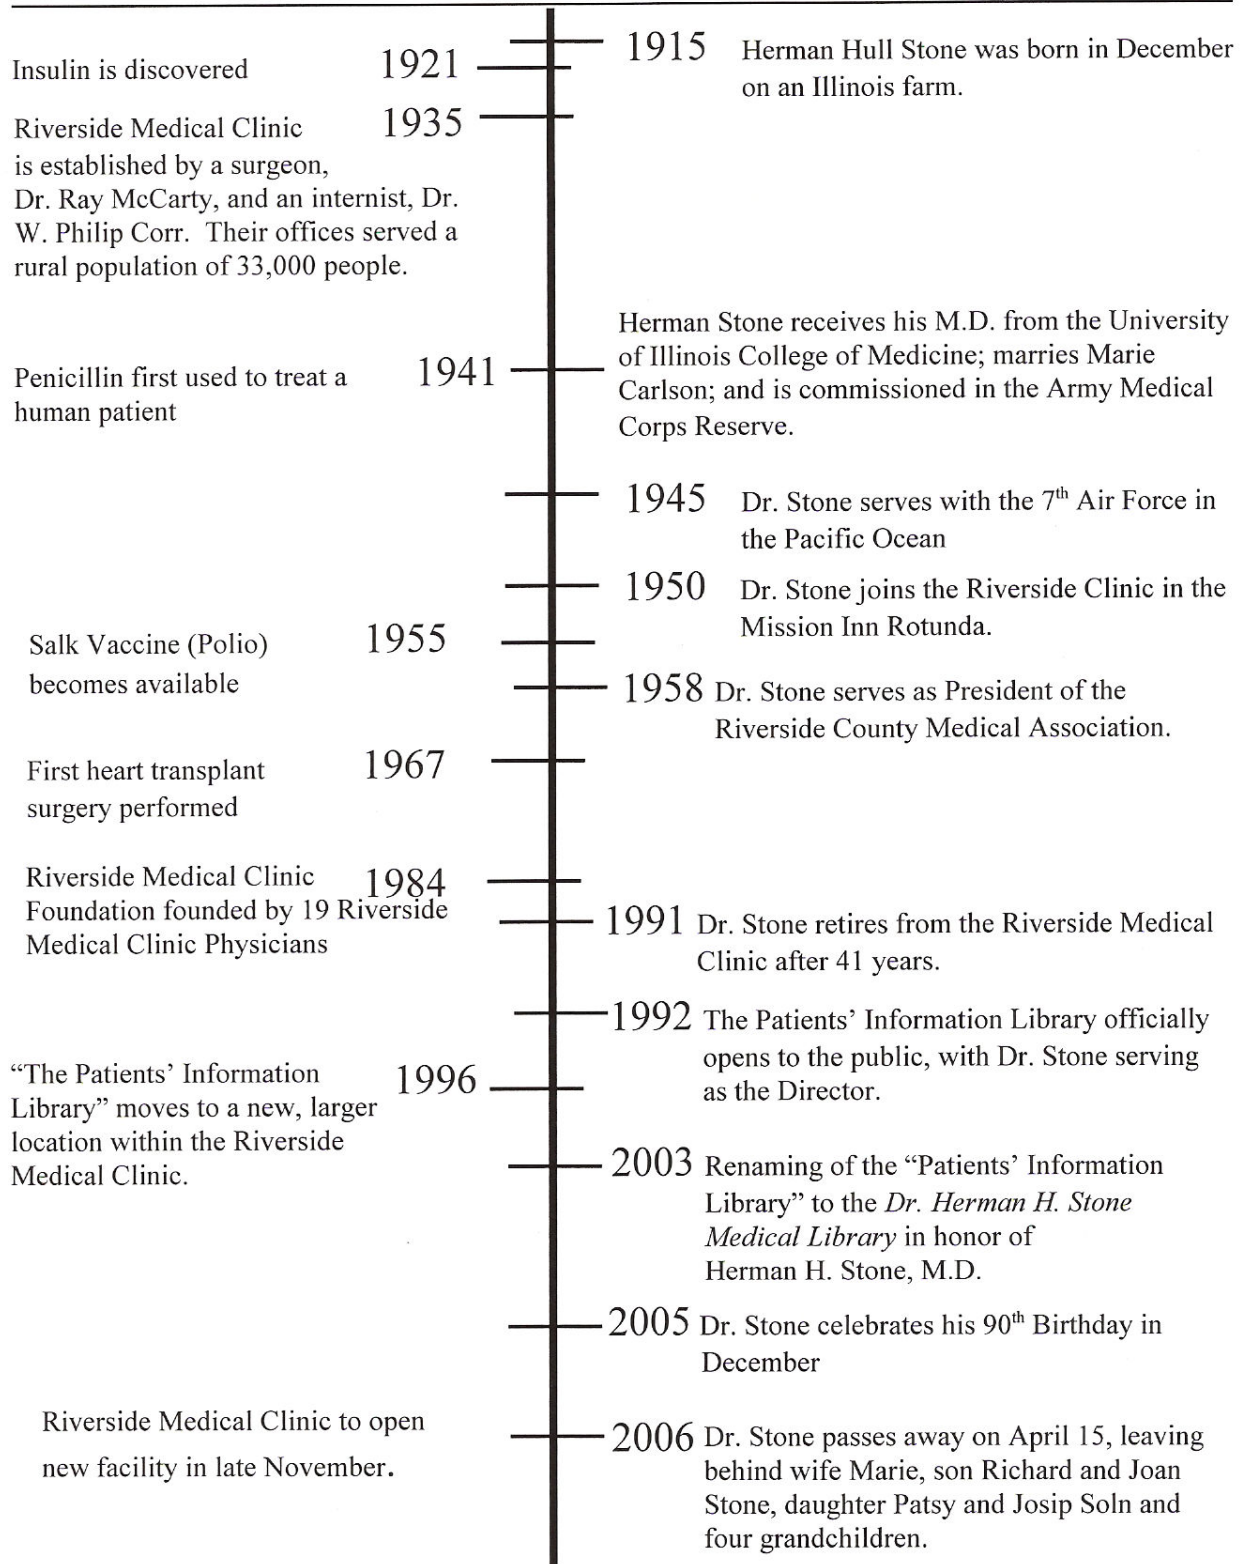 1915 Herman Hull Stone was born in December
on an Illinois farm.
Insulin is discovered 1921
Riverside Medical Clinic 1935
is established by a surgeon,
Dr. Ray McCarty, and an internist, Dr.
W. Philip Corr. Their offices served a
rural population of 33,000 people.
Penicillin first used to treat a 1941
human patient
Herman Stone receives his M.D. from the University
of Illinois College of Medicine; marries Marie
Carlson; and is commissioned in the Army Medical
Corps Reserve.
1945 Dr. Stone serves with the 7th Air Force in
the Pacific Ocean
1950 Dr. Stone joins the Riverside Clinic in the
Mission Inn Rotunda.
Salk Vaccine (Polio) 1955
becomes available
1958 Dr. Stone serves as President of the
Riverside County Medical Association.
First heart transplant 1967
surgery performed
Riverside Medical Clinic 1984
Foundation founded by 19 Riverside
Medical Clinic Physicians
1991 Dr. Stone retires from the Riverside Medical
Clinic after 41 years.
1992 The Patients’ Information Library officially
opens to the public, with Dr. Stone serving
as the Director.
“The Patients’ Information 1996
Library” moves to a new, larger
location within the Riverside
Medical Clinic.
2003 Renaming of the “Patients’ Information
Library” to the Dr. Herman H. Stone
Medical Library in honor of
Herman H. Stone, M.D.
2005 Dr. Stone celebrates his 90th Birthday in
December
Riverside Medical Clinic to open
new facility in late November.
2006 Dr. Stone passes away on April 15, leaving
behind wife Marie, son Richard and Joan
Stone, daughter Patsy and Josip Soln and
four grandchildren.